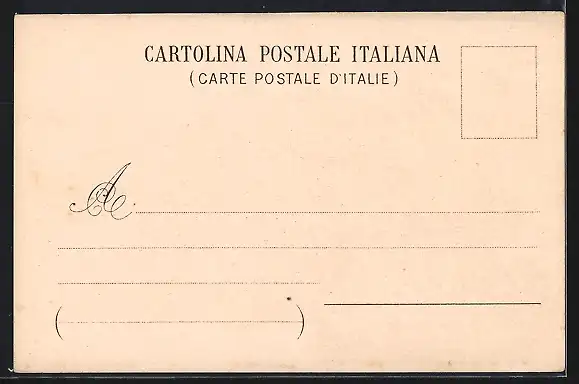 CARTOLINA POSTALE ITALIANA
(CARTE POSTALE D'ITALIE)
A
( )